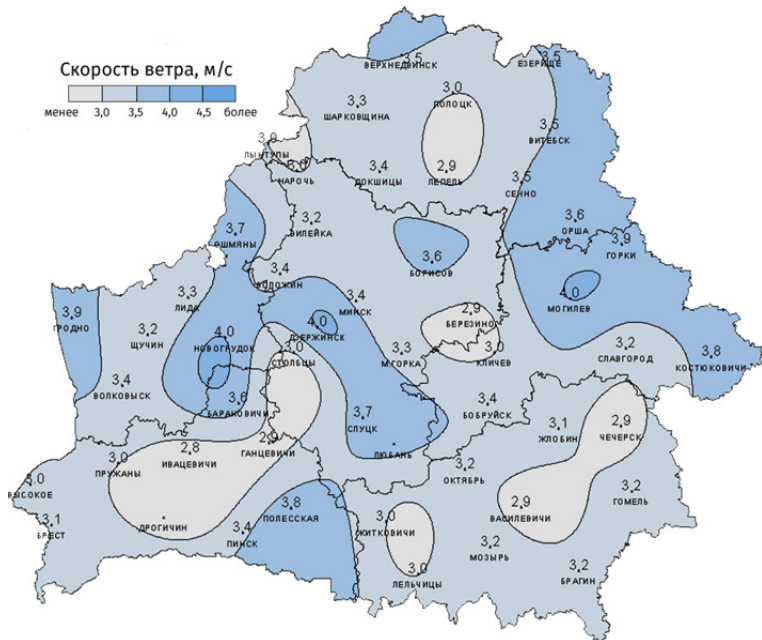 Скорость ветра, м/с
менее 3,0 3,5 4,0 4,5 более
3,5
ВЕРХНЕДВИНСК
3,5
ЕЗЕРИЩЕ
3,3
ШАРКОВЩИНА
3,0
ПОЛОЦК
3,5
ВИТЕБСК
ЛЫНТУПЫ
3,0
НАРОЧЬ
3,4
ДОКШИЦЫ
2,9
ЛЕПЕЛЬ
3,5
СЕННО
3,6
ОРША
3,7
ОШМЯНЫ
3,2
ВИЛЕЙКА
3,9
ГОРКИ
3,6
БОРИСОВ
3,4
ВОЛОЖИН
3,9
ГРОДНО
3,3
ЛИДА
3,4
МИНСК
4,0
МОГИЛЕВ
3,2
ЩУЧИН
4,0
НОВОГРУДОК
4,0
ДЗЕРЖИНСК
2,9
БЕРЕЗИНО
3,0
СТОЛБЦЫ
3,3
М.ГОРКА
3,0
КЛИЧЕВ
3,2
СЛАВГОРОД
3,8
КОСТЮКОВИЧИ
3,4
ВОЛКОВЫСК
3,6
БАРАНОВИЧИ
3,7
СЛУЦК
3,4
БОБРУЙСК
3,1
ЖЛОБИН
2,9
ЧЕЧЕРСК
ЛЮБАНЬ
2,8
ИВАЦЕВИЧИ
2,9
ГАНЦЕВИЧИ
3,0
ПРУЖАНЫ
3,2
ОКТЯБРЬ
3,0
ВЫСОКОЕ
3,8
ПОЛЕССКАЯ
2,9
ВАСИЛЕВИЧИ
3,2
ГОМЕЛЬ
3,1
БРЕСТ
ДРОГИЧИН
3,4
ПИНСК
3,0
ЖИТКОВИЧИ
3,2
МОЗЫРЬ
3,0
ЛЕЛЬЧИЦЫ
3,2
БРАГИН